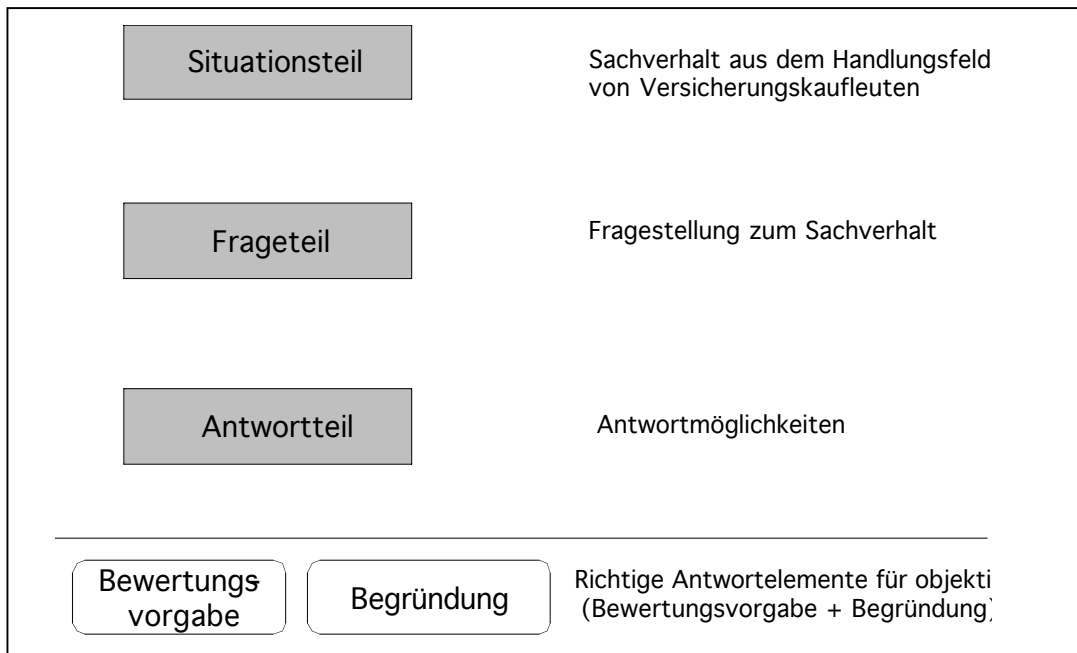 Situationsteil
Sachverhalt aus dem Handlungsfeld
von Versicherungskaufleuten
Frageteil
Fragestellung zum Sachverhalt
Antwortteil
Antwortmöglichkeiten
Bewertungs-
vorgabe
Begründung
Richtige Antwortelemente für objekti
(Bewertungsvorgabe + Begründung)